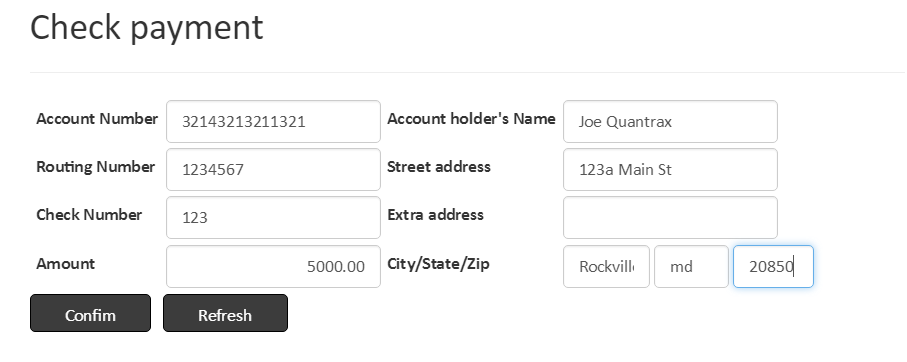 Check payment
Account Number 32143213211321 Account holder's Name Joe Quantrax
Routing Number 1234567 Street address 123a Main St
Check Number 123 Extra address
Amount 5000.00 City/State/Zip Rockvill md 20850
Confim Refresh